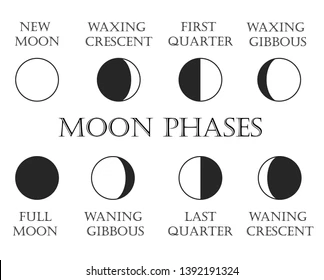 NEW
MOON
WAXING
CRESCENT
FIRST
QUARTER
WAXING
GIBBOUS
MOON PHASES
FULL
MOON
WANING
GIBBOUS
LAST
QUARTER
WANING
CRESCENT
shutterstock.com · 1392191324